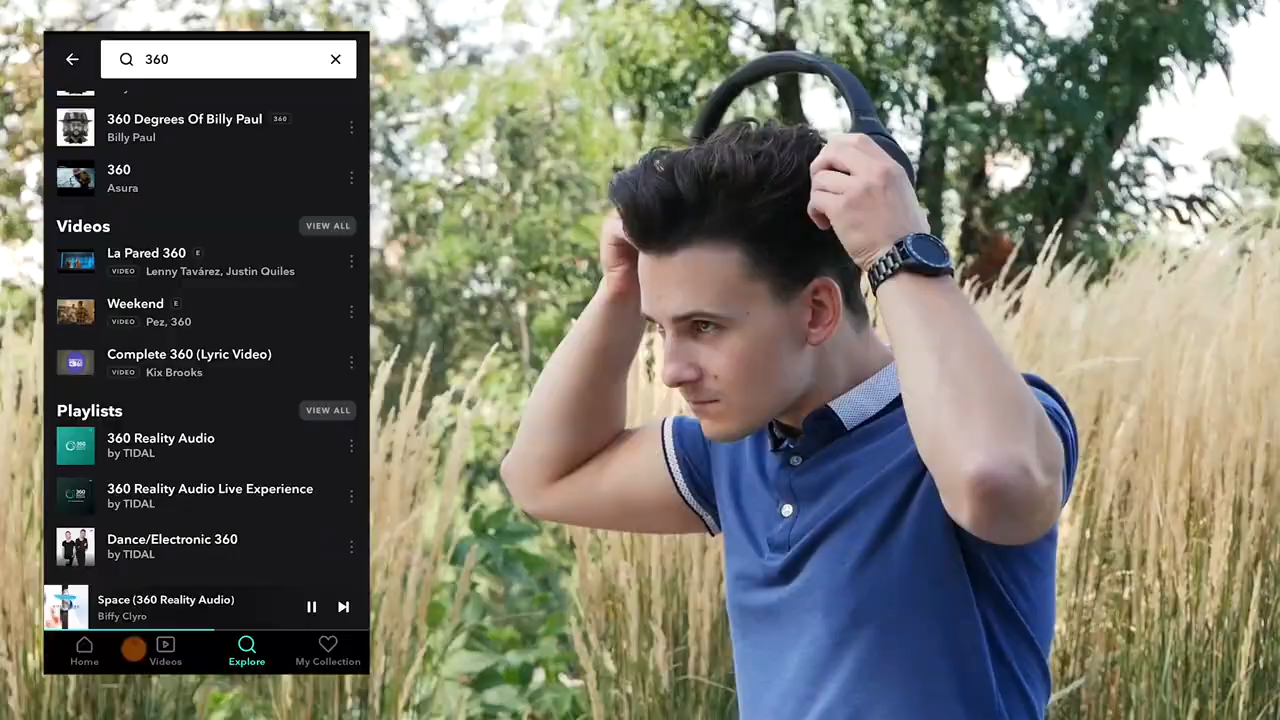 360
360 Degrees Of Billy Paul 360
Billy Paul
360
Asura
Videos VIEW ALL
La Pared 360 E
VIDEO Lenny Tavárez, Justin Quiles
Weekend E
VIDEO Pez, 360
Complete 360 (Lyric Video)
VIDEO Kix Brooks
Playlists VIEW ALL
360 Reality Audio
by TIDAL
360 Reality Audio Live Experience
by TIDAL
Dance/Electronic 360
by TIDAL
Space (360 Reality Audio)
Biffy Clyro
Home Videos Explore My Collection